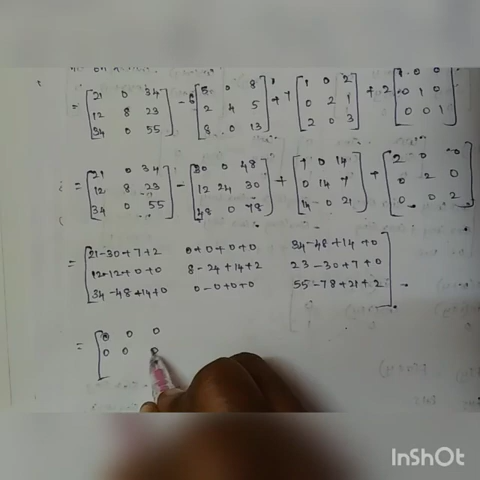 = [21 0 34 - 6 [5 0 8 + 7 [1 0 2 + 2 [1 0 0
12 8 23 2 4 5 0 2 1 0 1 0
34 0 55] 8 0 13] 2 0 3] 0 0 1]
= [21 0 34 - [30 0 48 + [7 0 14 + [2 0 0
12 8 23 12 24 30 0 14 7 0 2 0
34 0 55] 48 0 78] 14 0 21] 0 0 2]
= [21-30+7+2 0+0+0+0 34-48+14+0
12-12+0+0 8-24+14+2 23-30+7+0
34-48+14+0 0-0+0+0 55-78+21+2]
= [0 0 0
0 0 0
InShOt